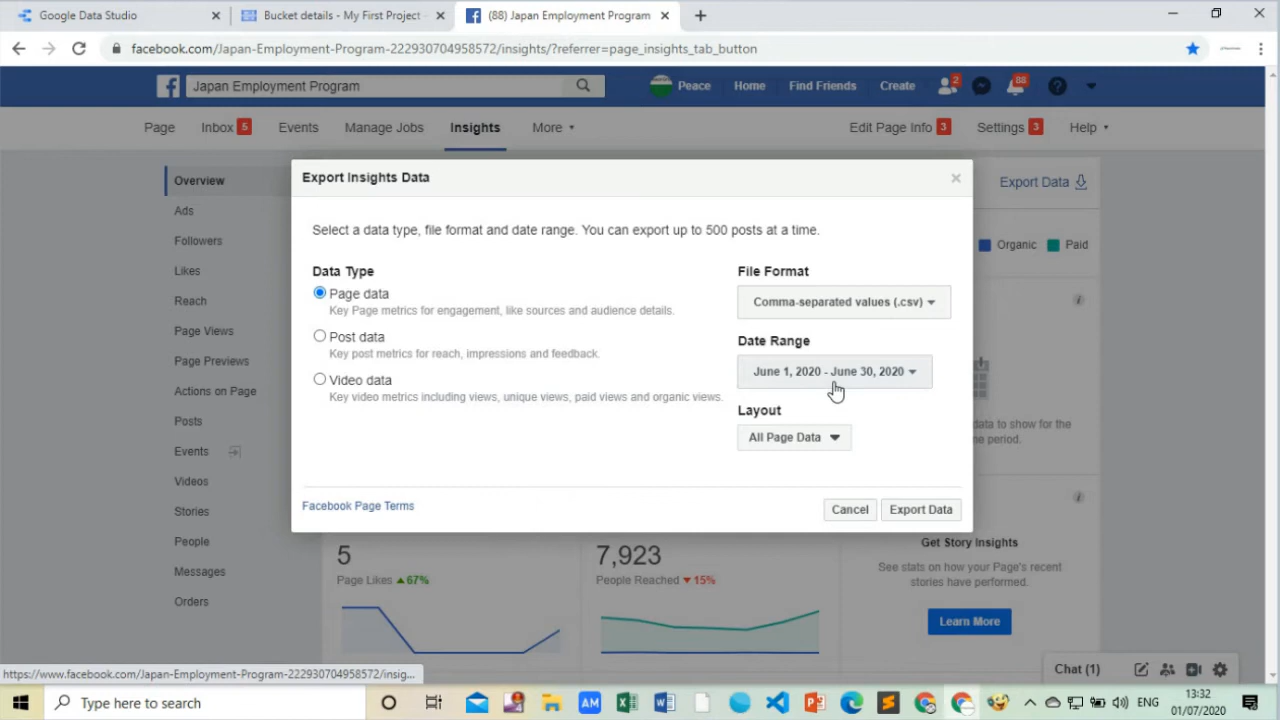 Google Data Studio
Bucket details - My First Project -
(88) Japan Employment Program
facebook.com/Japan-Employment-Program-222930704958572/insights/?referrer=page_insights_tab_button
Japan Employment Program
Peace
Home
Find Friends
Create
2
88
Page
Inbox 5
Events
Manage Jobs
Insights
More
Edit Page Info 3
Settings 3
Help
Overview
Ads
Followers
Likes
Reach
Page Views
Page Previews
Actions on Page
Posts
Events
Videos
Stories
People
Messages
Orders
Export Data
Organic
Paid
Export Insights Data
Select a data type, file format and date range. You can export up to 500 posts at a time.
Data Type
Page data
Key Page metrics for engagement, like sources and audience details.
Post data
Key post metrics for reach, impressions and feedback.
Video data
Key video metrics including views, unique views, paid views and organic views.
File Format
Comma-separated values (.csv)
Date Range
June 1, 2020 - June 30, 2020
Layout
All Page Data
Facebook Page Terms
Cancel
Export Data
data to show for the
ne period.
5
Page Likes 67%
7,923
People Reached 15%
Get Story Insights
See stats on how your Page's recent
stories have performed.
Learn More
Chat (1)
https://www.facebook.com/Japan-Employment-Program-222930704958572/insig...
Type here to search
AM
ENG
13:32
01/07/2020